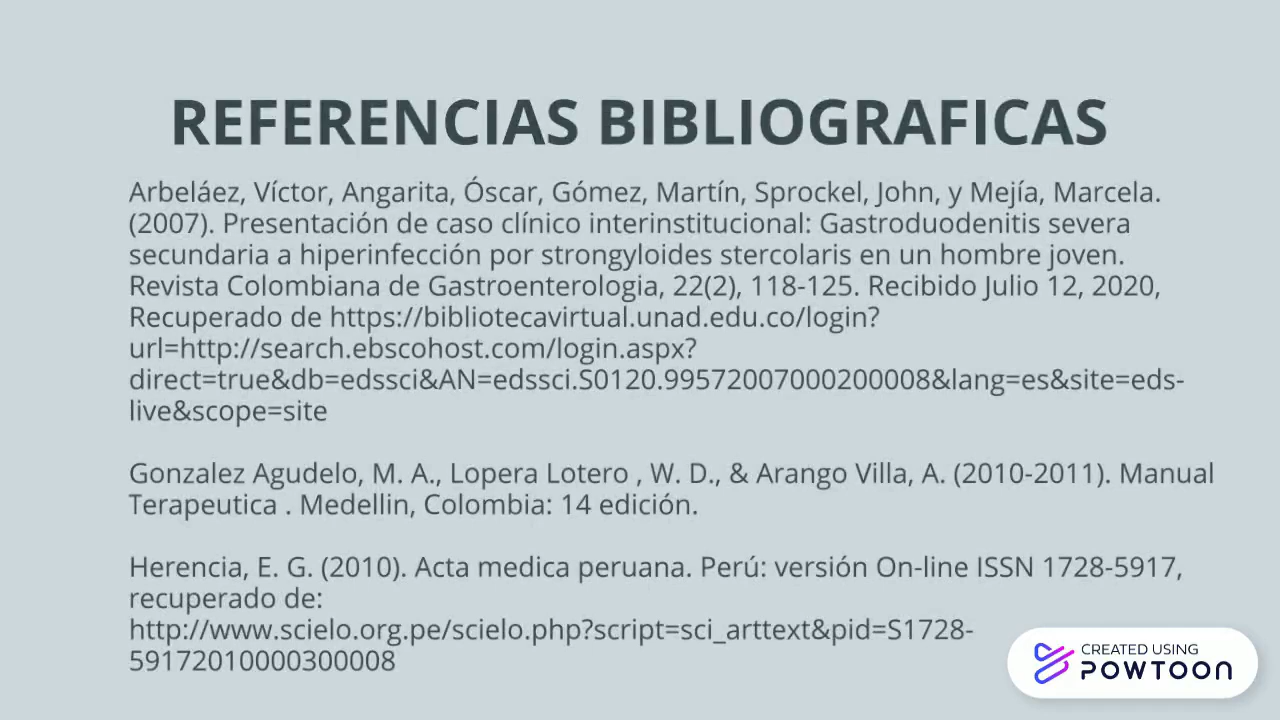 REFERENCIAS BIBLIOGRAFICAS
Arbeláez, Víctor, Angarita, Óscar, Gómez, Martín, Sprockel, John, y Mejía, Marcela.
(2007). Presentación de caso clínico interinstitucional: Gastroduodenitis severa
secundaria a hiperinfección por strongyloides stercolaris en un hombre joven.
Revista Colombiana de Gastroenterologia, 22(2), 118-125. Recibido Julio 12, 2020,
Recuperado de https://bibliotecavirtual.unad.edu.co/login?
url=http://search.ebscohost.com/login.aspx?
direct=true&db=edssci&AN=edssci.S0120.99572007000200008&lang=es&site=eds-
live&scope=site
Gonzalez Agudelo, M. A., Lopera Lotero , W. D., & Arango Villa, A. (2010-2011). Manual
Terapeutica . Medellin, Colombia: 14 edición.
Herencia, E. G. (2010). Acta medica peruana. Perú: versión On-line ISSN 1728-5917,
recuperado de:
http://www.scielo.org.pe/scielo.php?script=sci_arttext&pid=S1728-
59172010000300008
CREATED USING
POWTOON